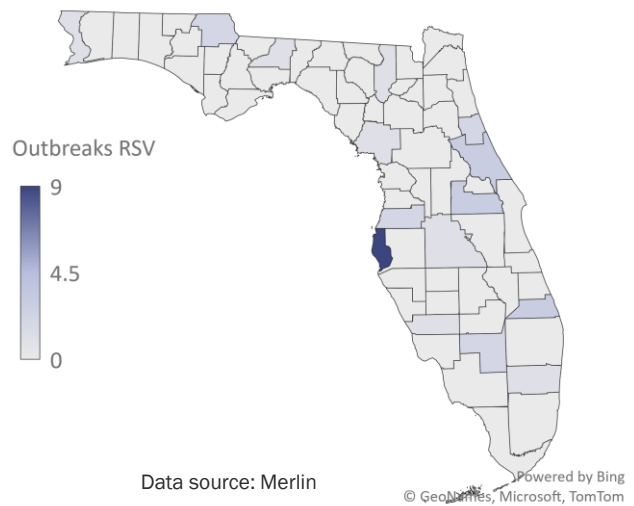 Outbreaks RSV
9
4.5
0
Data source: Merlin
Powered by Bing
© GeoNames, Microsoft, TomTom